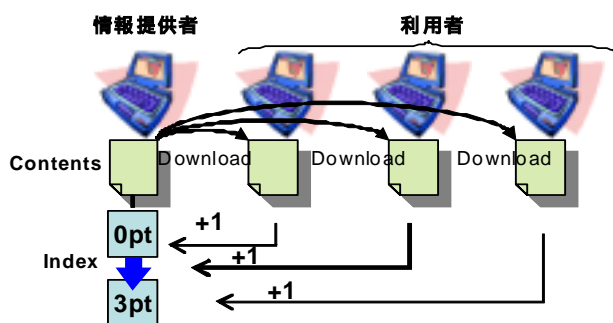 情報提供者
利用者
Contents
Download
Download
Download
0pt
+1
+1
Index
3pt
+1